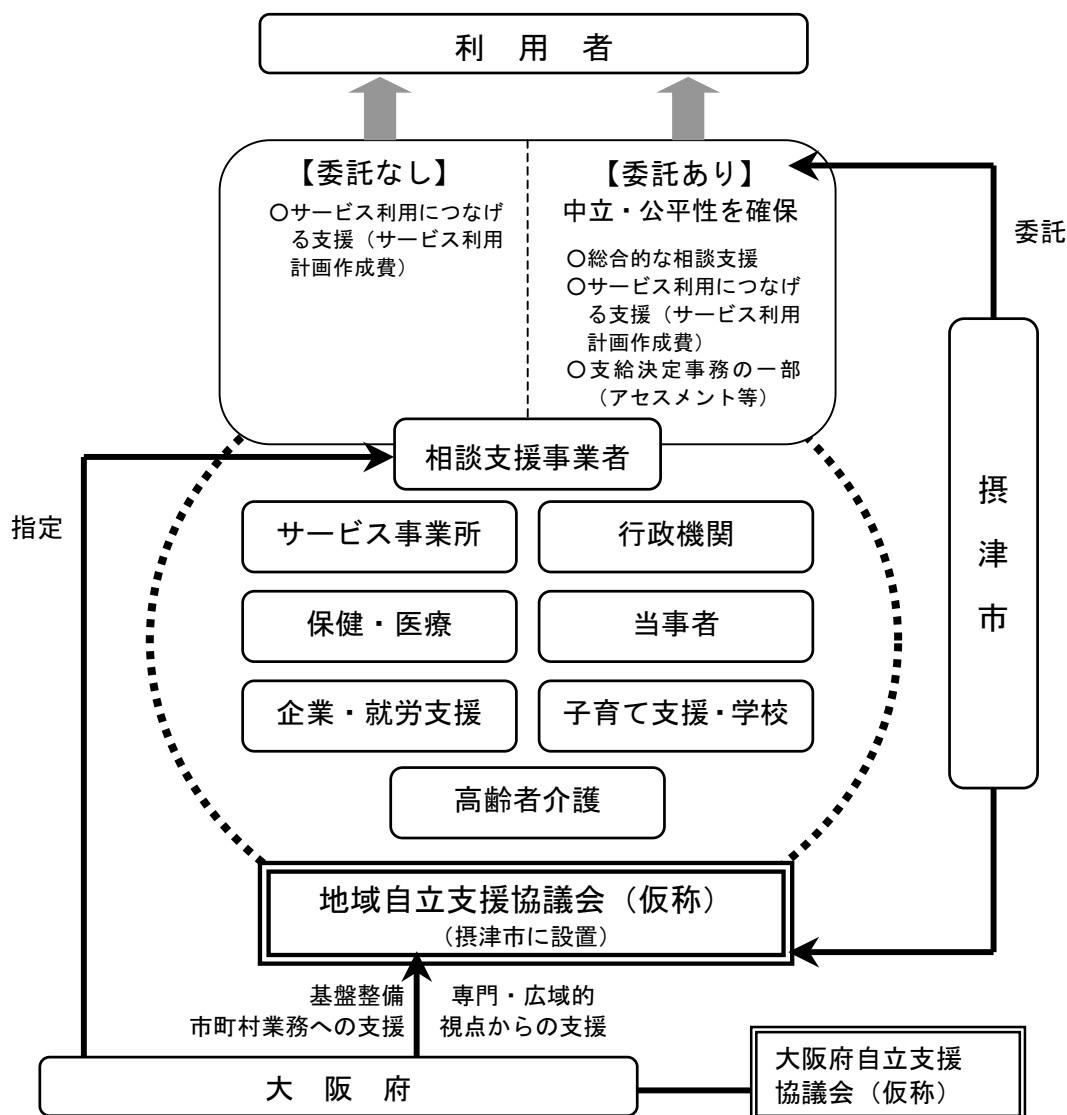 利 用 者
【委託なし】
○サービス利用につなげ
る支援（サービス利用
計画作成費）
【委託あり】
中立・公平性を確保
○総合的な相談支援
○サービス利用につなげ
る支援（サービス利用
計画作成費）
○支給決定事務の一部
（アセスメント等）
委託
相談支援事業者
指定
サービス事業所
行政機関
摂津市
保健・医療
当事者
企業・就労支援
子育て支援・学校
高齢者介護
地域自立支援協議会（仮称）
（摂津市に設置）
基盤整備
市町村業務への支援
専門・広域的
視点からの支援
大 阪 府
大阪府自立支援
協議会（仮称）